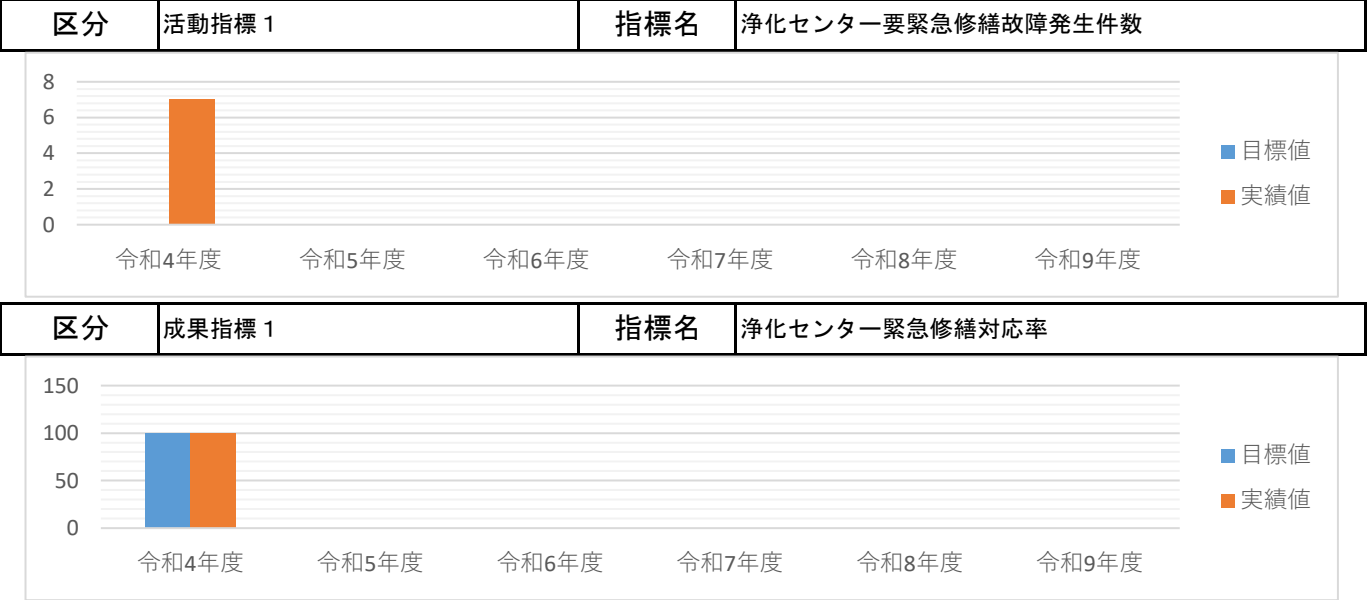 区分 活動指標１ 指標名 浄化センター要緊急修繕故障発生件数
8
6
4
2
0
令和4年度 令和5年度 令和6年度 令和7年度 令和8年度 令和9年度
目標値
実績値
区分 成果指標１ 指標名 浄化センター緊急修繕対応率
150
100
50
0
令和4年度 令和5年度 令和6年度 令和7年度 令和8年度 令和9年度
目標値
実績値